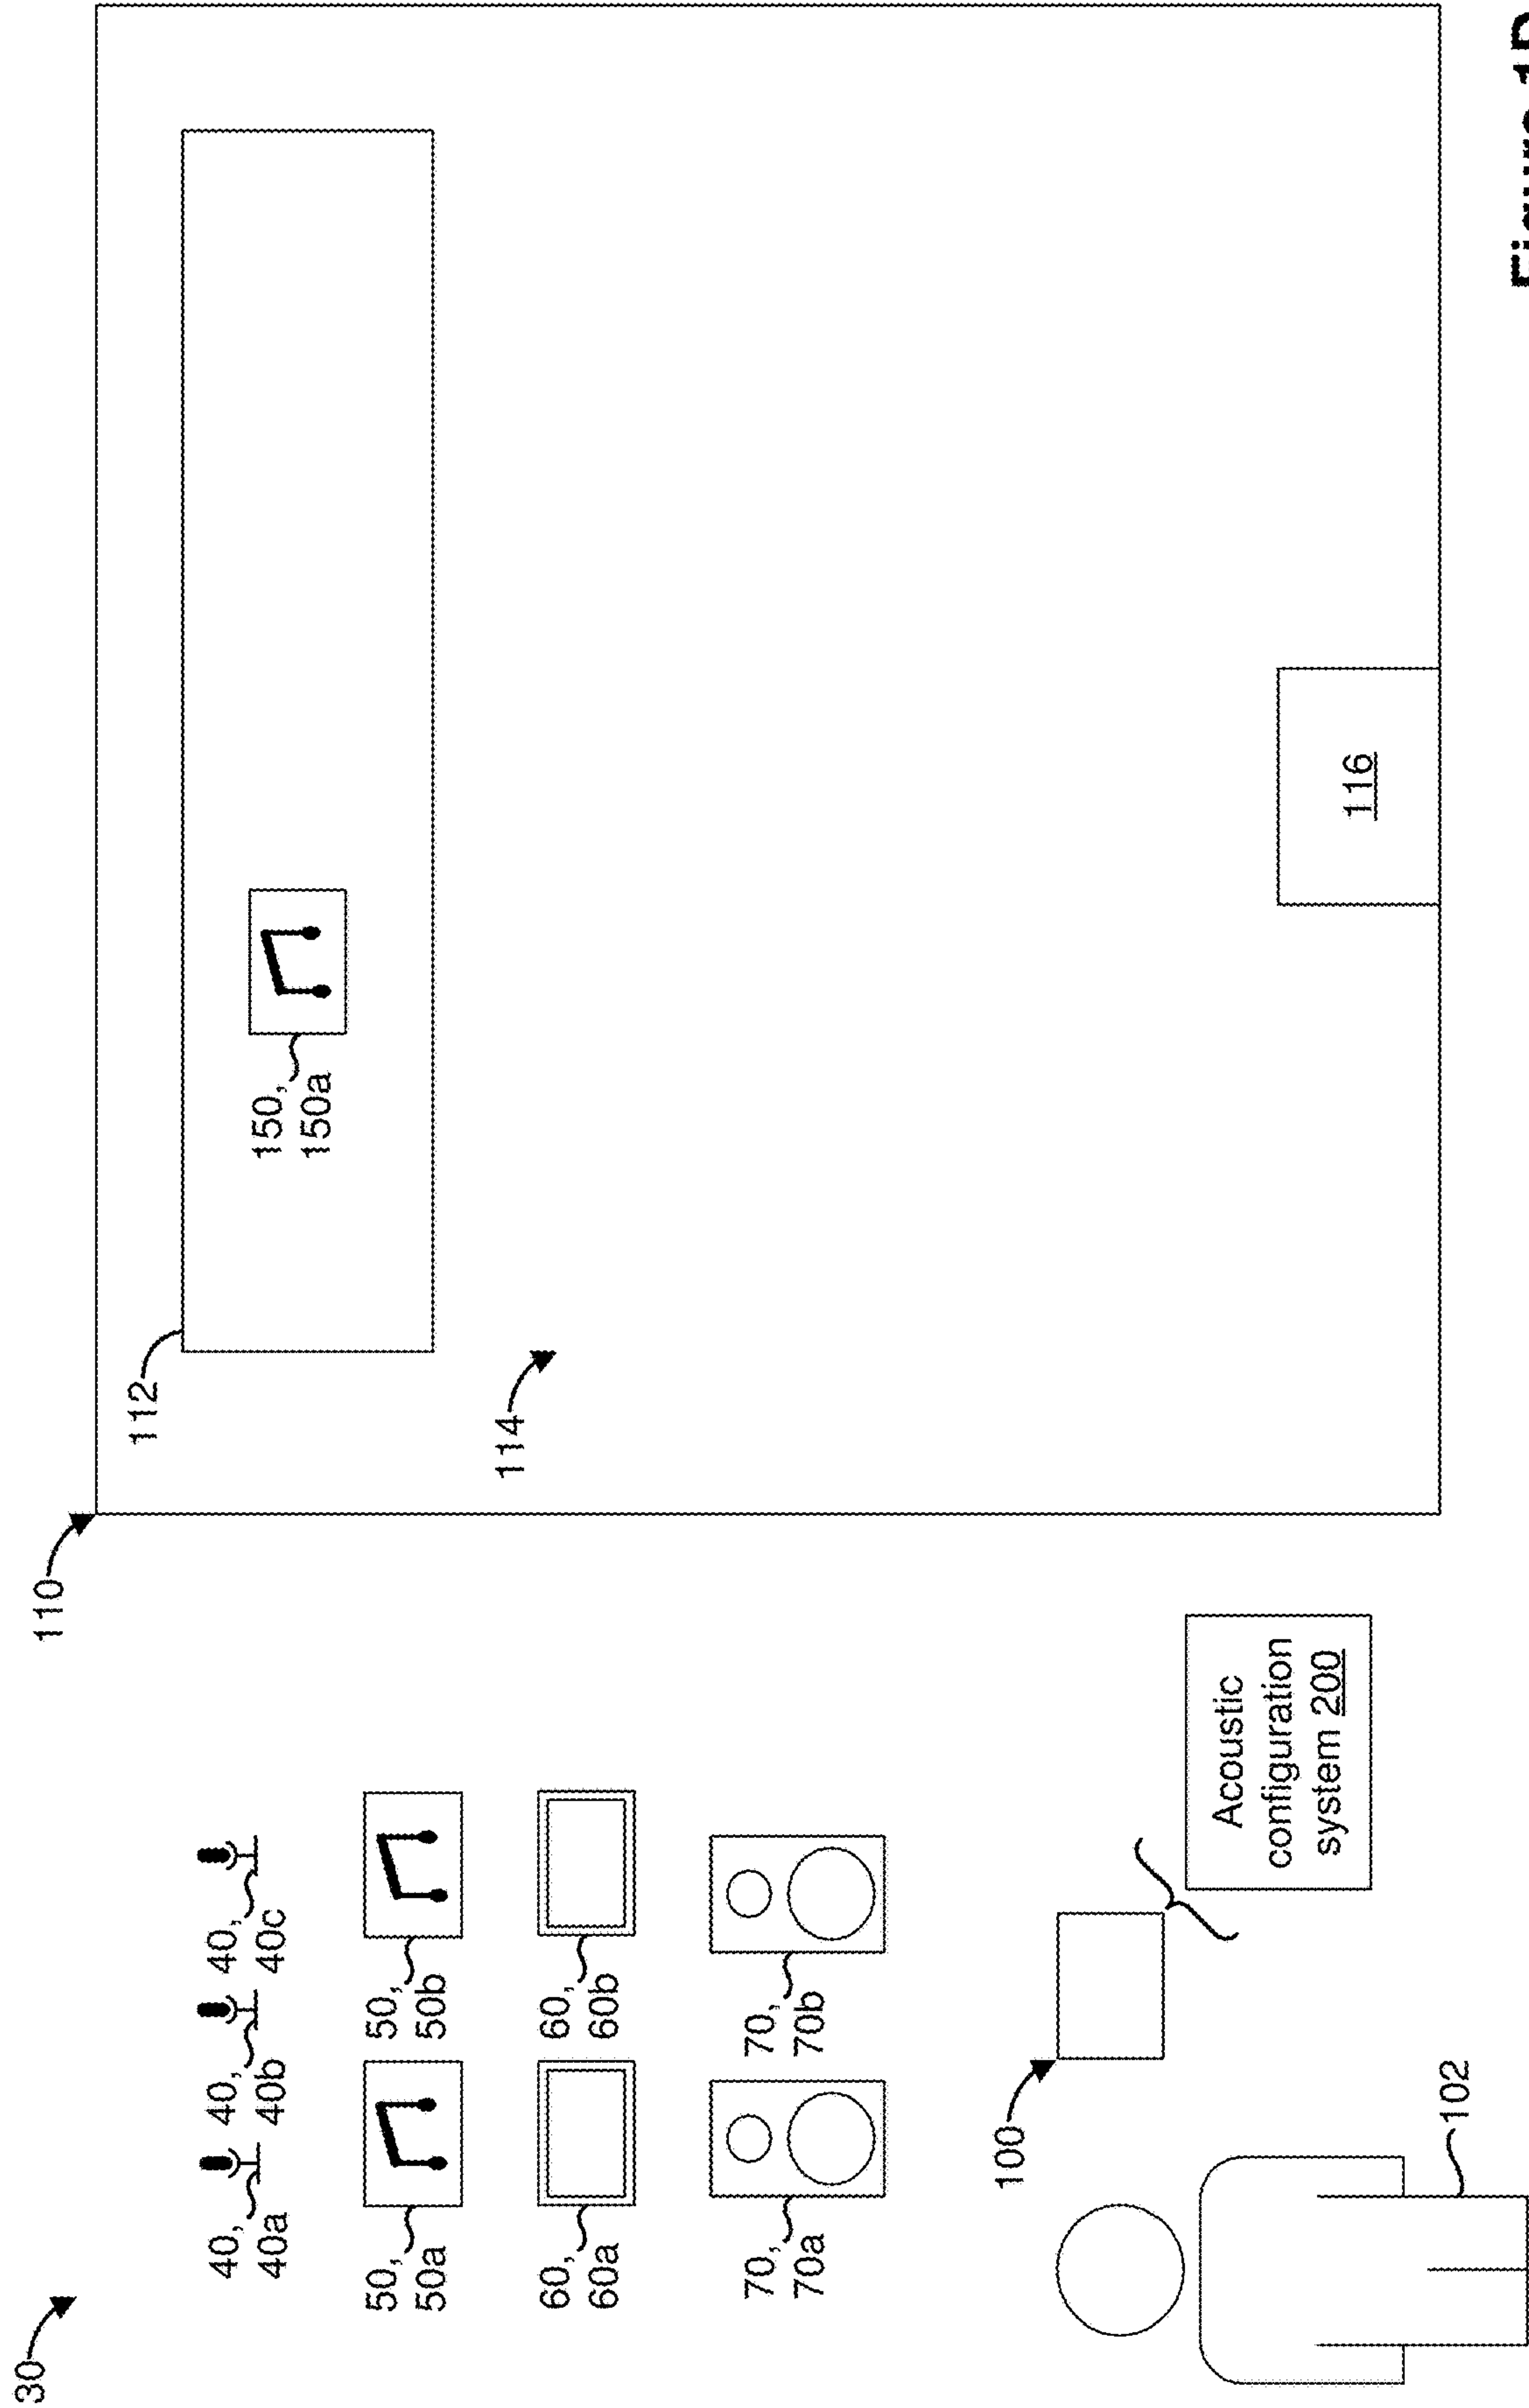 30
110
112
40,
40a
40,
40b
40,
40c
150,
150a
50,
50a
50,
50b
114
60,
60a
60,
60b
70,
70a
70,
70b
100
Acoustic
configuration
system 200
116
102